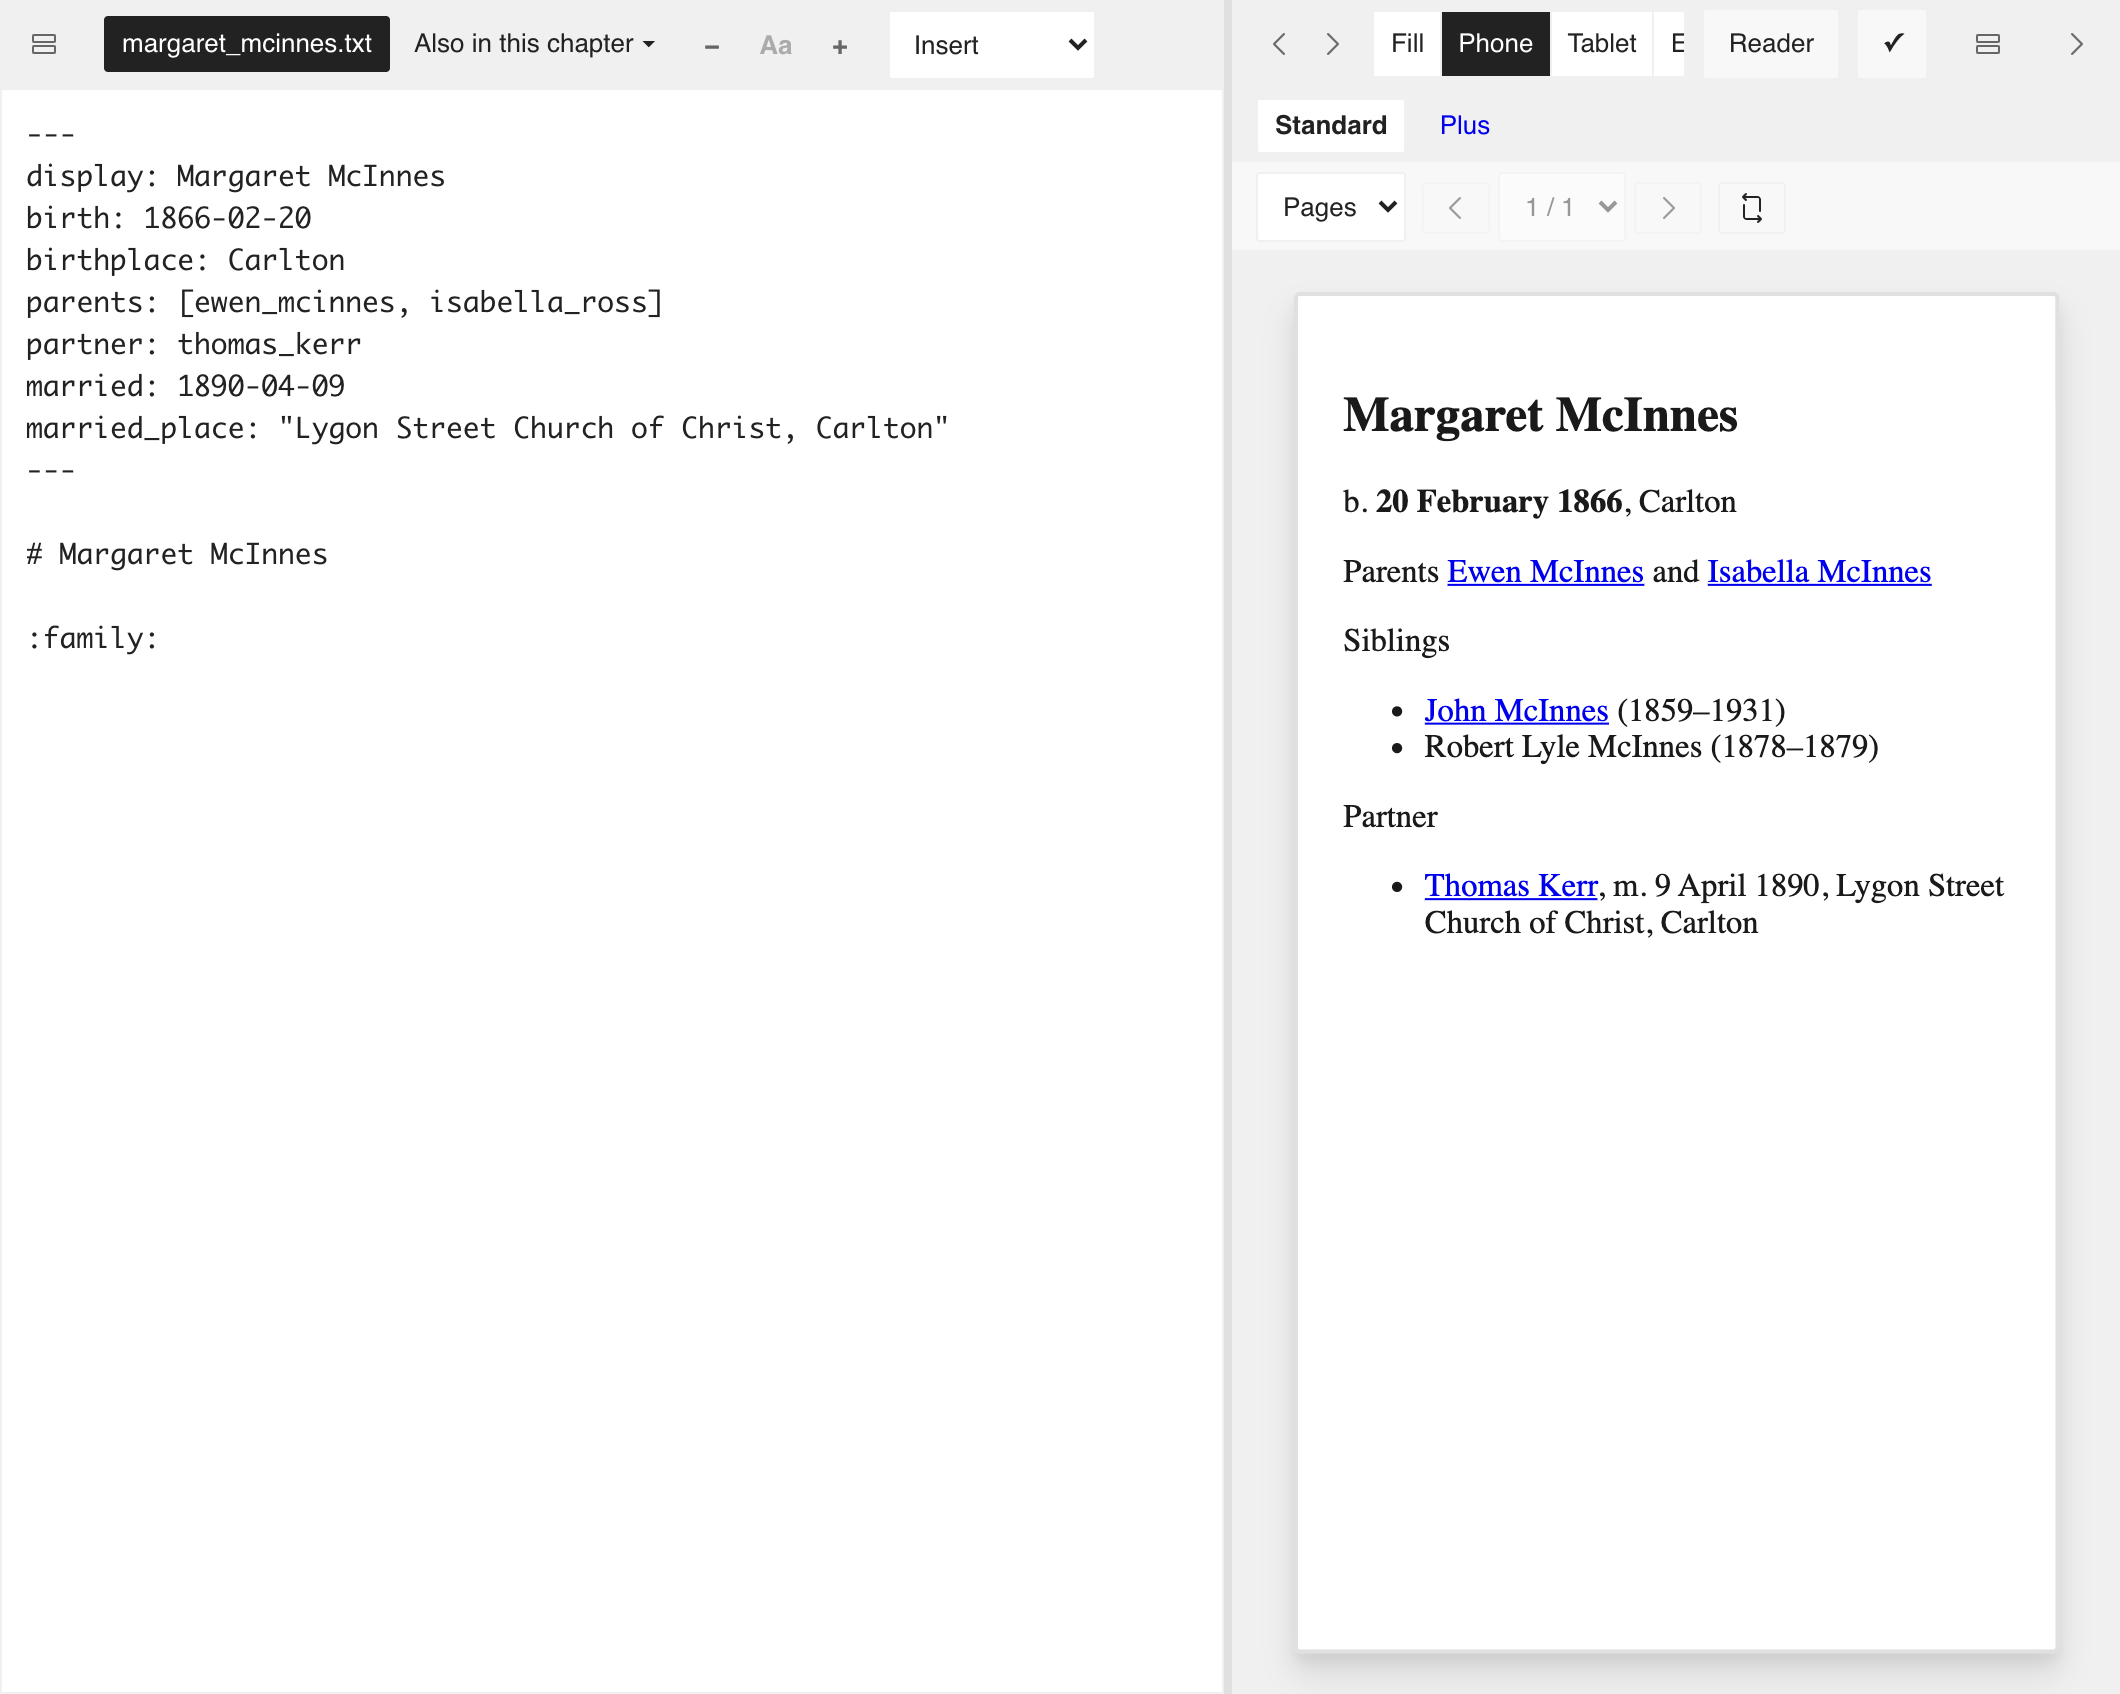 margaret_mcinnes.txt Also in this chapter − Aa + Insert
---
display: Margaret McInnes
birth: 1866-02-20
birthplace: Carlton
parents: [ewen_mcinnes, isabella_ross]
partner: thomas_kerr
married: 1890-04-09
married_place: "Lygon Street Church of Christ, Carlton"
---
# Margaret McInnes
:family:
Fill Phone Tablet Reader ✓
Standard Plus
Pages 1 / 1
Margaret McInnes
b. 20 February 1866, Carlton
Parents Ewen McInnes and Isabella McInnes
Siblings
• John McInnes (1859–1931)
• Robert Lyle McInnes (1878–1879)
Partner
• Thomas Kerr, m. 9 April 1890, Lygon Street
Church of Christ, Carlton